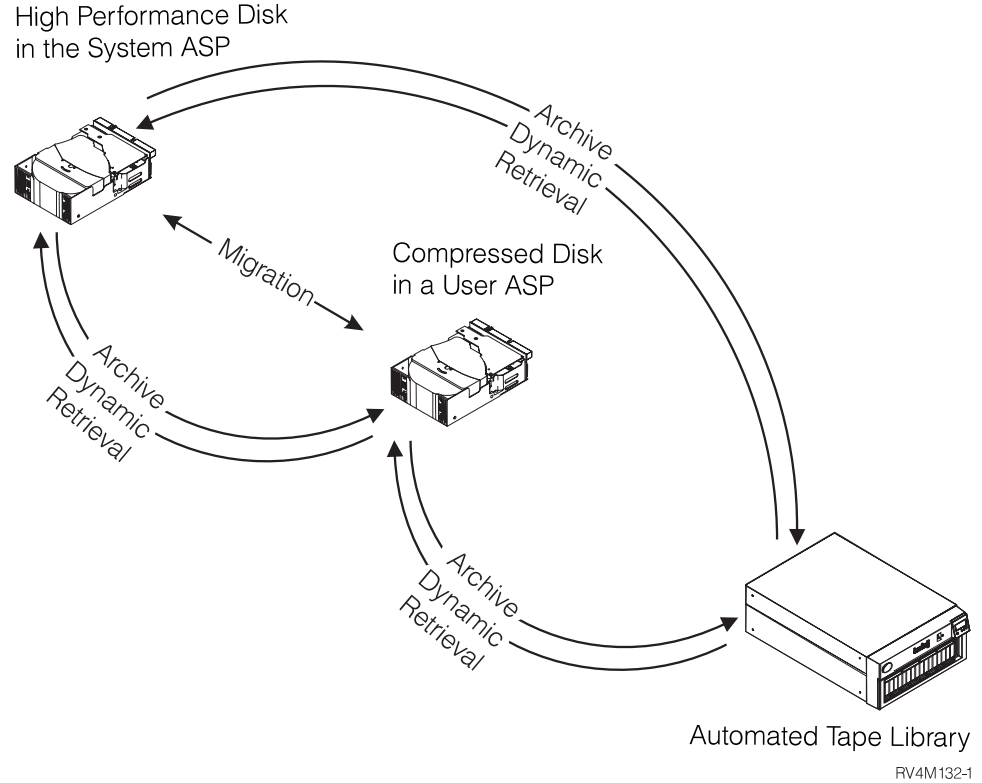 High Performance Disk
in the System ASP
Archive
Dynamic
Retrieval
Migration
Compressed Disk
in a User ASP
Archive
Dynamic
Retrieval
Archive
Dynamic
Retrieval
Automated Tape Library
RV4M132-1